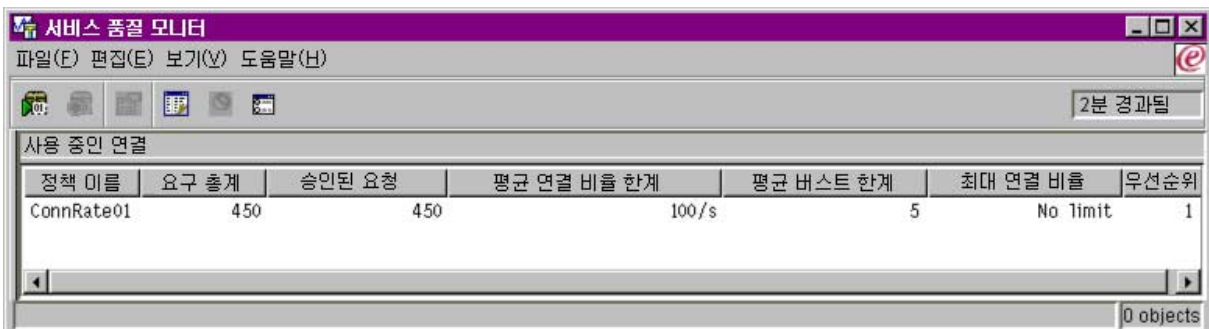 서비스 품질 모니터
파일(F) 편집(E) 보기(V) 도움말(H)
2분 경과됨
사용 중인 연결
정책 이름 요구 총계 승인된 요청 평균 연결 비율 한계 평균 버스트 한계 최대 연결 비율 우선순위
ConnRate01 450 450 100/s 5 No limit 1
0 objects